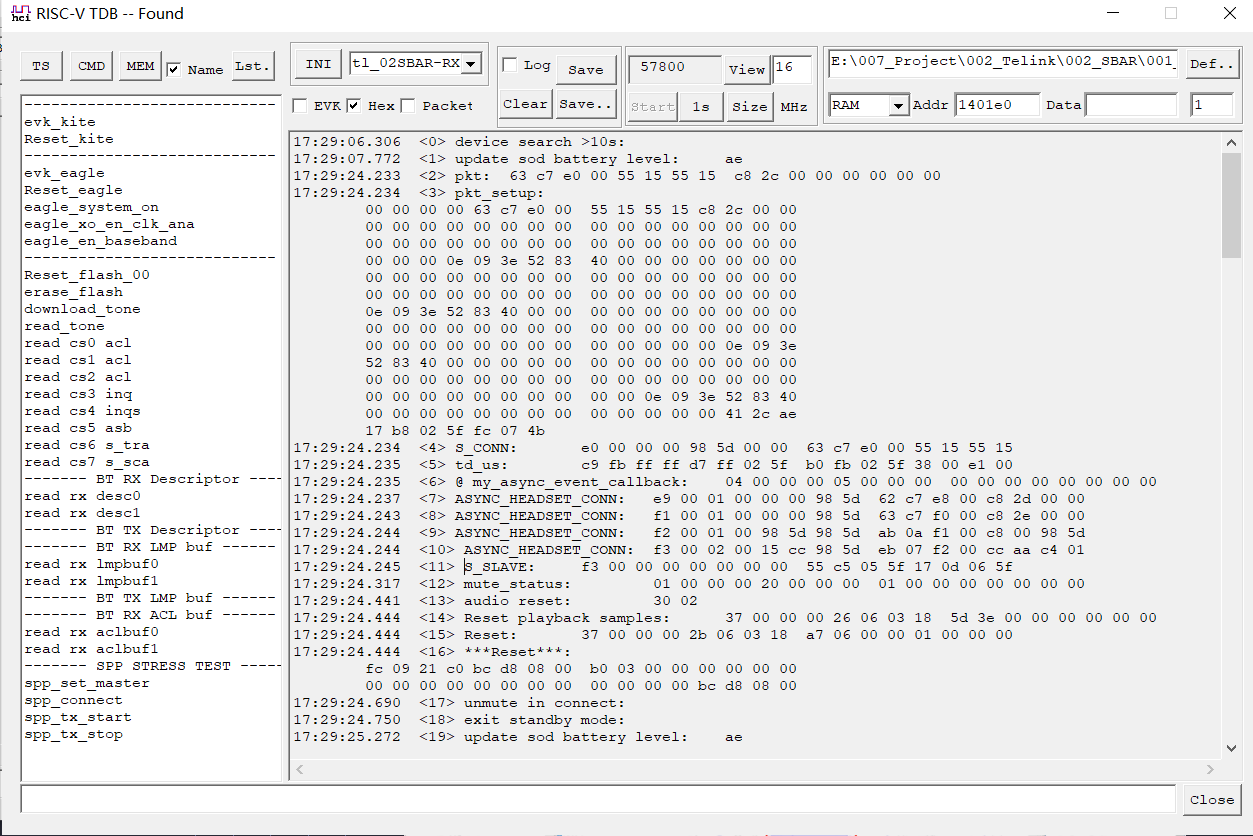 hci RISC-V TDB -- Found
TS CMD MEM Name Lst.
INI tl_02SBAR-RX
EVK Hex Packet
Log Save
Clear Save..
57800 View 16
Start 1s Size MHz
E:\007_Project\002_Telink\002_SBAR\001_ Def..
RAM Addr 1401e0 Data 1
----------------------------
evk_kite
Reset_kite
----------------------------
evk_eagle
Reset_eagle
eagle_system_on
eagle_xo_en_clk_ana
eagle_en_baseband
----------------------------
Reset_flash_00
erase_flash
download_tone
read_tone
read cs0 acl
read cs1 acl
read cs2 acl
read cs3 inq
read cs4 inqs
read cs5 asb
read cs6 s_tra
read cs7 s_sca
------- BT RX Descriptor ----
read rx desc0
read rx desc1
------- BT TX Descriptor ----
------- BT RX LMP buf ------
read rx lmpbuf0
read rx lmpbuf1
------- BT TX LMP buf ------
------- BT RX ACL buf ------
read rx aclbuf0
read rx aclbuf1
------- SPP STRESS TEST -----
spp_set_master
spp_connect
spp_tx_start
spp_tx_stop
17:29:06.306 <0> device search >10s:
17:29:07.772 <1> update sod battery level: ae
17:29:24.233 <2> pkt: 63 c7 e0 00 55 15 55 15 c8 2c 00 00 00 00 00 00
17:29:24.234 <3> pkt_setup:
00 00 00 00 63 c7 e0 00 55 15 55 15 c8 2c 00 00
00 00 00 00 00 00 00 00 00 00 00 00 00 00 00 00
00 00 00 00 00 00 00 00 00 00 00 00 00 00 00 00
00 00 00 0e 09 3e 52 83 40 00 00 00 00 00 00 00
00 00 00 00 00 00 00 00 00 00 00 00 00 00 00 00
00 00 00 00 00 00 00 00 00 00 00 00 00 00 00 00
0e 09 3e 52 83 40 00 00 00 00 00 00 00 00 00 00
00 00 00 00 00 00 00 00 00 00 00 00 00 00 00 00
00 00 00 00 00 00 00 00 00 00 00 00 00 0e 09 3e
52 83 40 00 00 00 00 00 00 00 00 00 00 00 00 00
00 00 00 00 00 00 00 00 00 00 00 00 00 00 00 00
00 00 00 00 00 00 00 00 00 00 0e 09 3e 52 83 40
00 00 00 00 00 00 00 00 00 00 00 00 00 41 2c ae
17 b8 02 5f fc 07 4b
17:29:24.234 <4> S_CONN: e0 00 00 00 98 5d 00 00 63 c7 e0 00 55 15 55 15
17:29:24.235 <5> td_us: c9 fb ff ff d7 ff 02 5f b0 fb 02 5f 38 00 e1 00
17:29:24.235 <6> @ my_async_event_callback: 04 00 00 00 05 00 00 00 00 00 00 00 00 00 00 00
17:29:24.237 <7> ASYNC_HEADSET_CONN: e9 00 01 00 00 00 98 5d 62 c7 e8 00 c8 2d 00 00
17:29:24.243 <8> ASYNC_HEADSET_CONN: f1 00 01 00 00 00 98 5d 63 c7 f0 00 c8 2e 00 00
17:29:24.244 <9> ASYNC_HEADSET_CONN: f2 00 01 00 98 5d 98 5d ab 0a f1 00 c8 00 98 5d
17:29:24.244 <10> ASYNC_HEADSET_CONN: f3 00 02 00 15 cc 98 5d eb 07 f2 00 cc aa c4 01
17:29:24.245 <11> S_SLAVE: f3 00 00 00 00 00 00 00 55 c5 05 5f 17 0d 06 5f
17:29:24.317 <12> mute_status: 01 00 00 00 20 00 00 00 01 00 00 00 00 00 00 00
17:29:24.441 <13> audio reset: 30 02
17:29:24.444 <14> Reset playback samples: 37 00 00 00 26 06 03 18 5d 3e 00 00 00 00 00 00
17:29:24.444 <15> Reset: 37 00 00 00 2b 06 03 18 a7 06 00 00 01 00 00 00
17:29:24.444 <16> ***Reset***:
fc 09 21 c0 bc d8 08 00 b0 03 00 00 00 00 00 00
00 00 00 00 00 00 00 00 00 00 00 00 bc d8 08 00
17:29:24.690 <17> unmute in connect:
17:29:24.750 <18> exit standby mode:
17:29:25.272 <19> update sod battery level: ae
Close